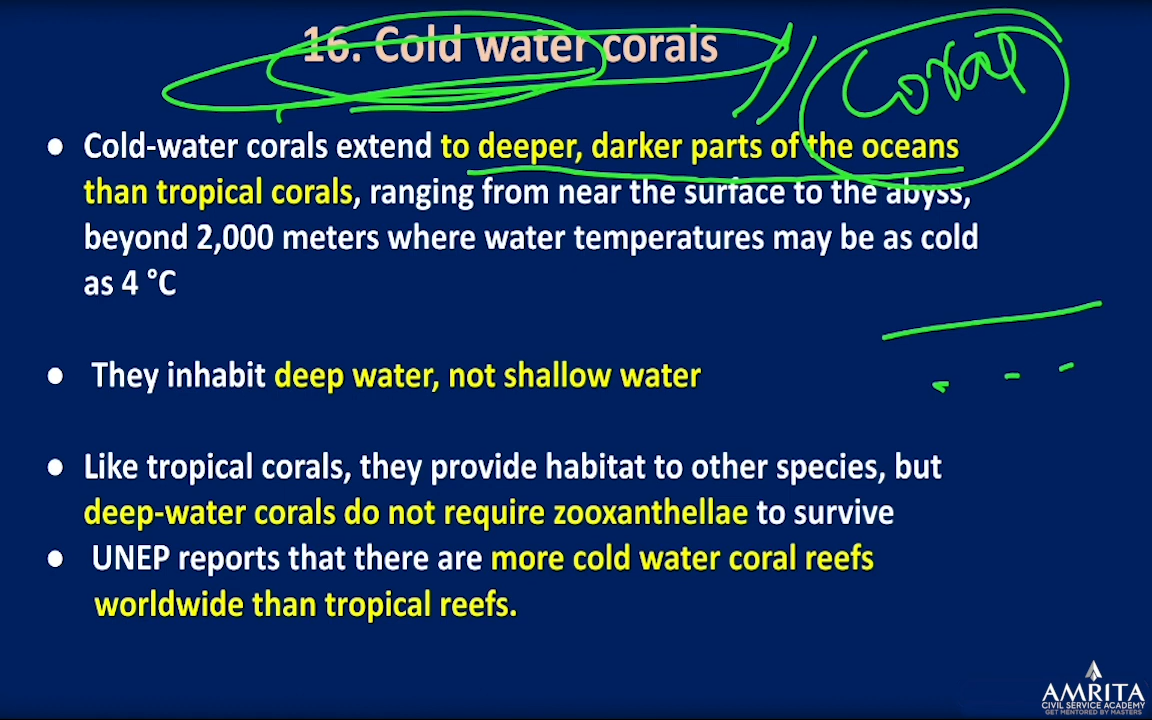 16. Cold water corals
Coral
● Cold-water corals extend to deeper, darker parts of the oceans
than tropical corals, ranging from near the surface to the abyss,
beyond 2,000 meters where water temperatures may be as cold
as 4 °C
● They inhabit deep water, not shallow water
● Like tropical corals, they provide habitat to other species, but
deep-water corals do not require zooxanthellae to survive
● UNEP reports that there are more cold water coral reefs
worldwide than tropical reefs.
AMRITA
CIVIL SERVICE ACADEMY
GET MENTORED BY MASTERS